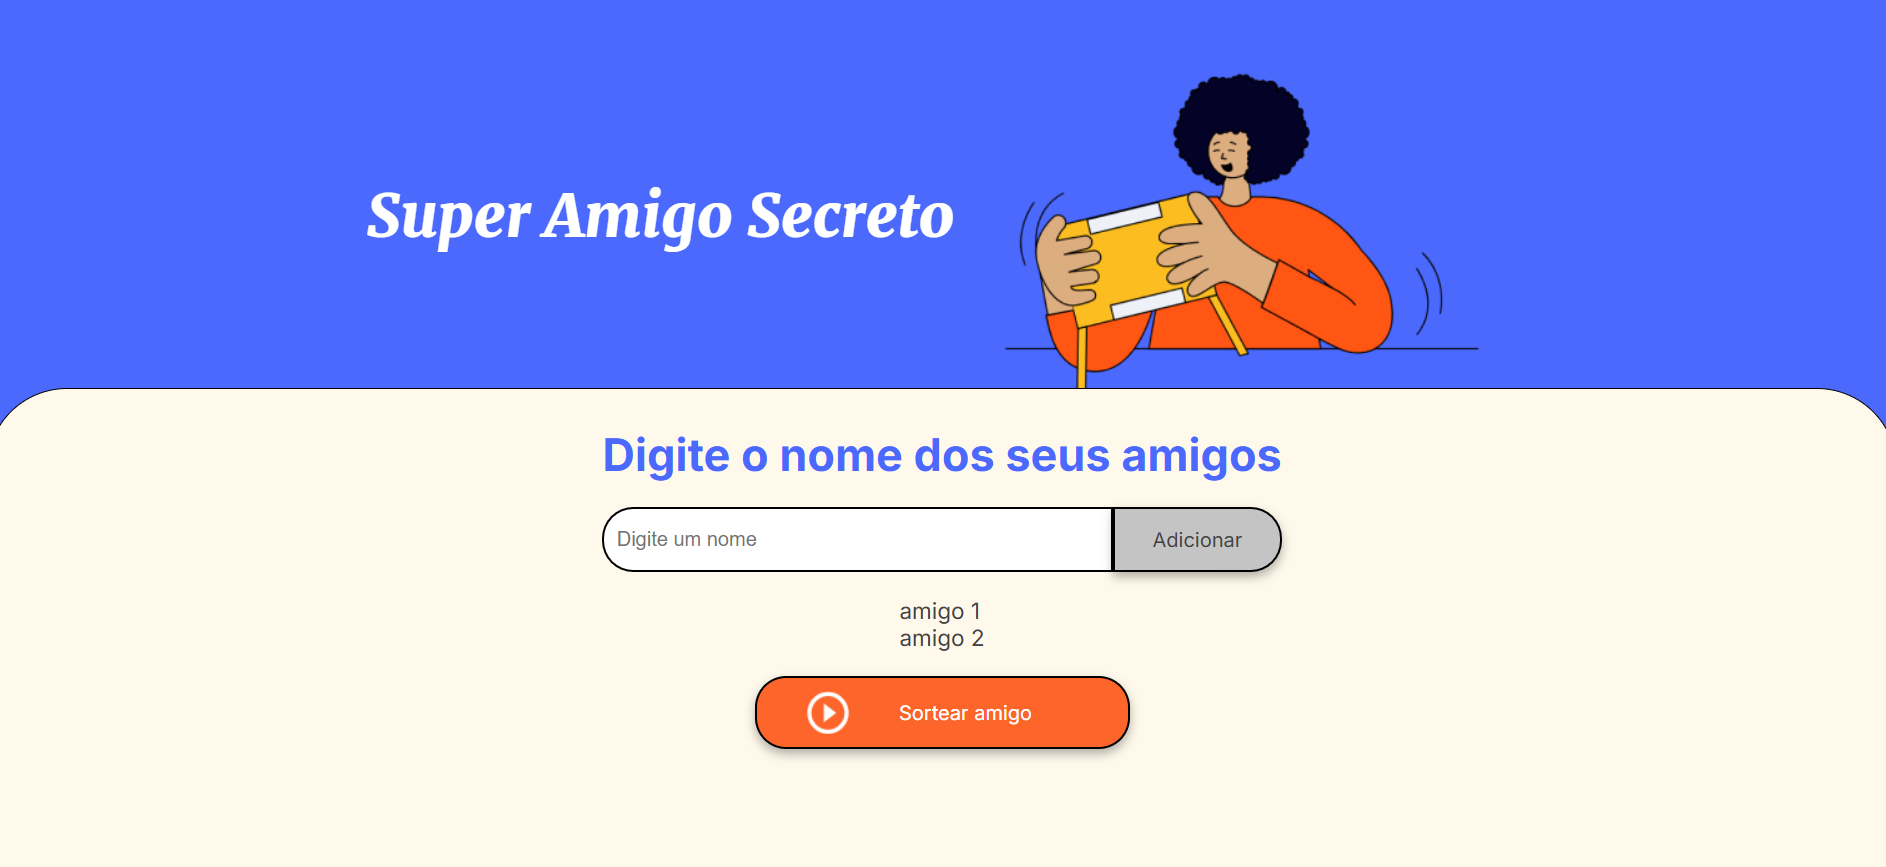 Super Amigo Secreto
Digite o nome dos seus amigos
Digite um nome
Adicionar
amigo 1
amigo 2
Sortear amigo